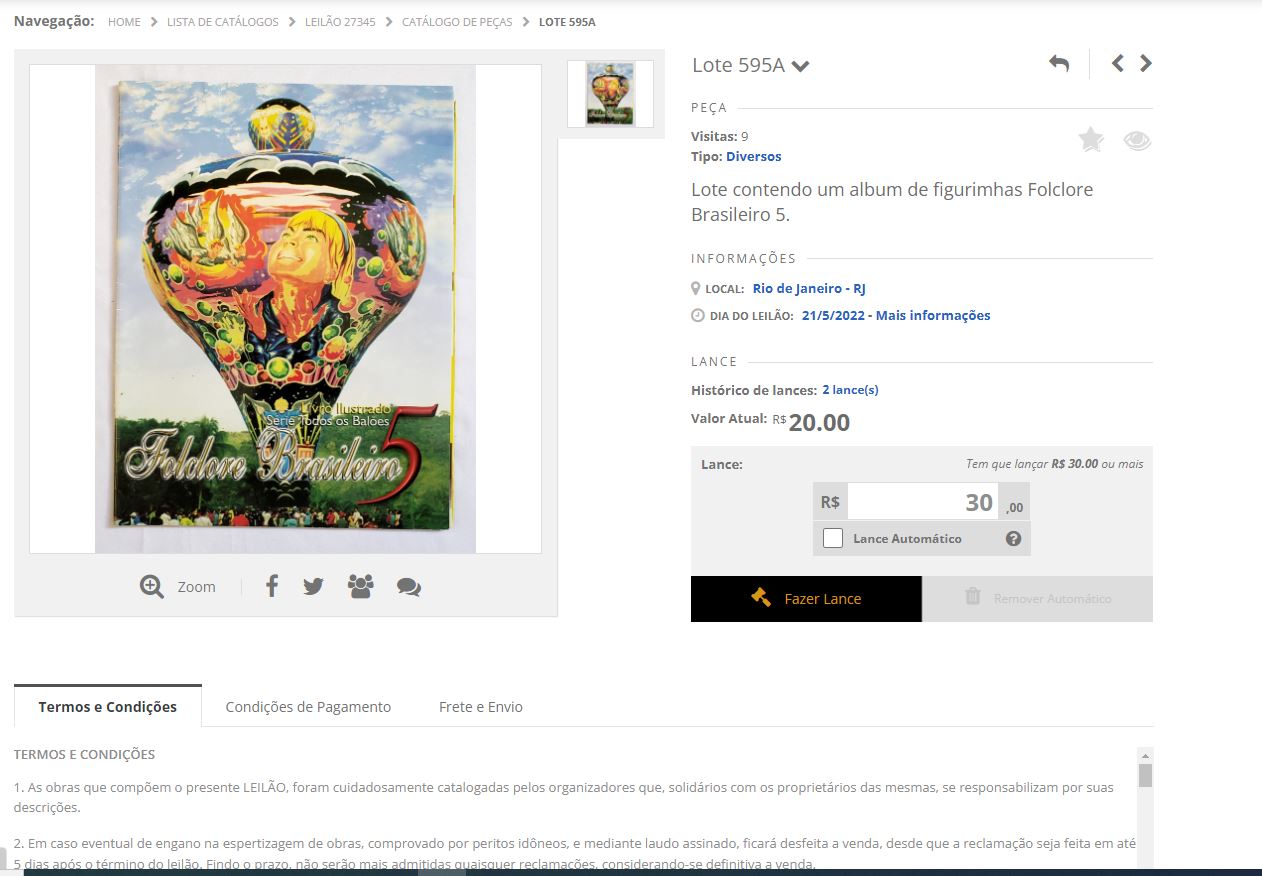 Navegação: HOME > LISTA DE CATÁLOGOS > LEILÃO 27345 > CATÁLOGO DE PEÇAS > LOTE 595A
Livro Ilustrado
Série Todos os Balões
Folclore Brasileiro 5
Zoom
Lote 595A
PEÇA
Visitas: 9
Tipo: Diversos
Lote contendo um album de figurimhas Folclore
Brasileiro 5.
INFORMAÇÕES
LOCAL: Rio de Janeiro - RJ
DIA DO LEILÃO: 21/5/2022 - Mais informações
LANCE
Histórico de lances: 2 lance(s)
Valor Atual: R$ 20.00
Lance: Tem que lançar R$ 30.00 ou mais
R$ 30 ,00
Lance Automático ?
Fazer Lance Remover Automático
Termos e Condições Condições de Pagamento Frete e Envio
TERMOS E CONDIÇÕES
1. As obras que compõem o presente LEILÃO, foram cuidadosamente catalogadas pelos organizadores que, solidários com os proprietários das mesmas, se responsabilizam por suas
descrições.
2. Em caso eventual de engano na espertizagem de obras, comprovado por peritos idôneos, e mediante laudo assinado, ficará desfeita a venda, desde que a reclamação seja feita em até
5 dias após o término do leilão. Findo o prazo, não serão mais admitidas quaisquer reclamações, considerando-se definitiva a venda.